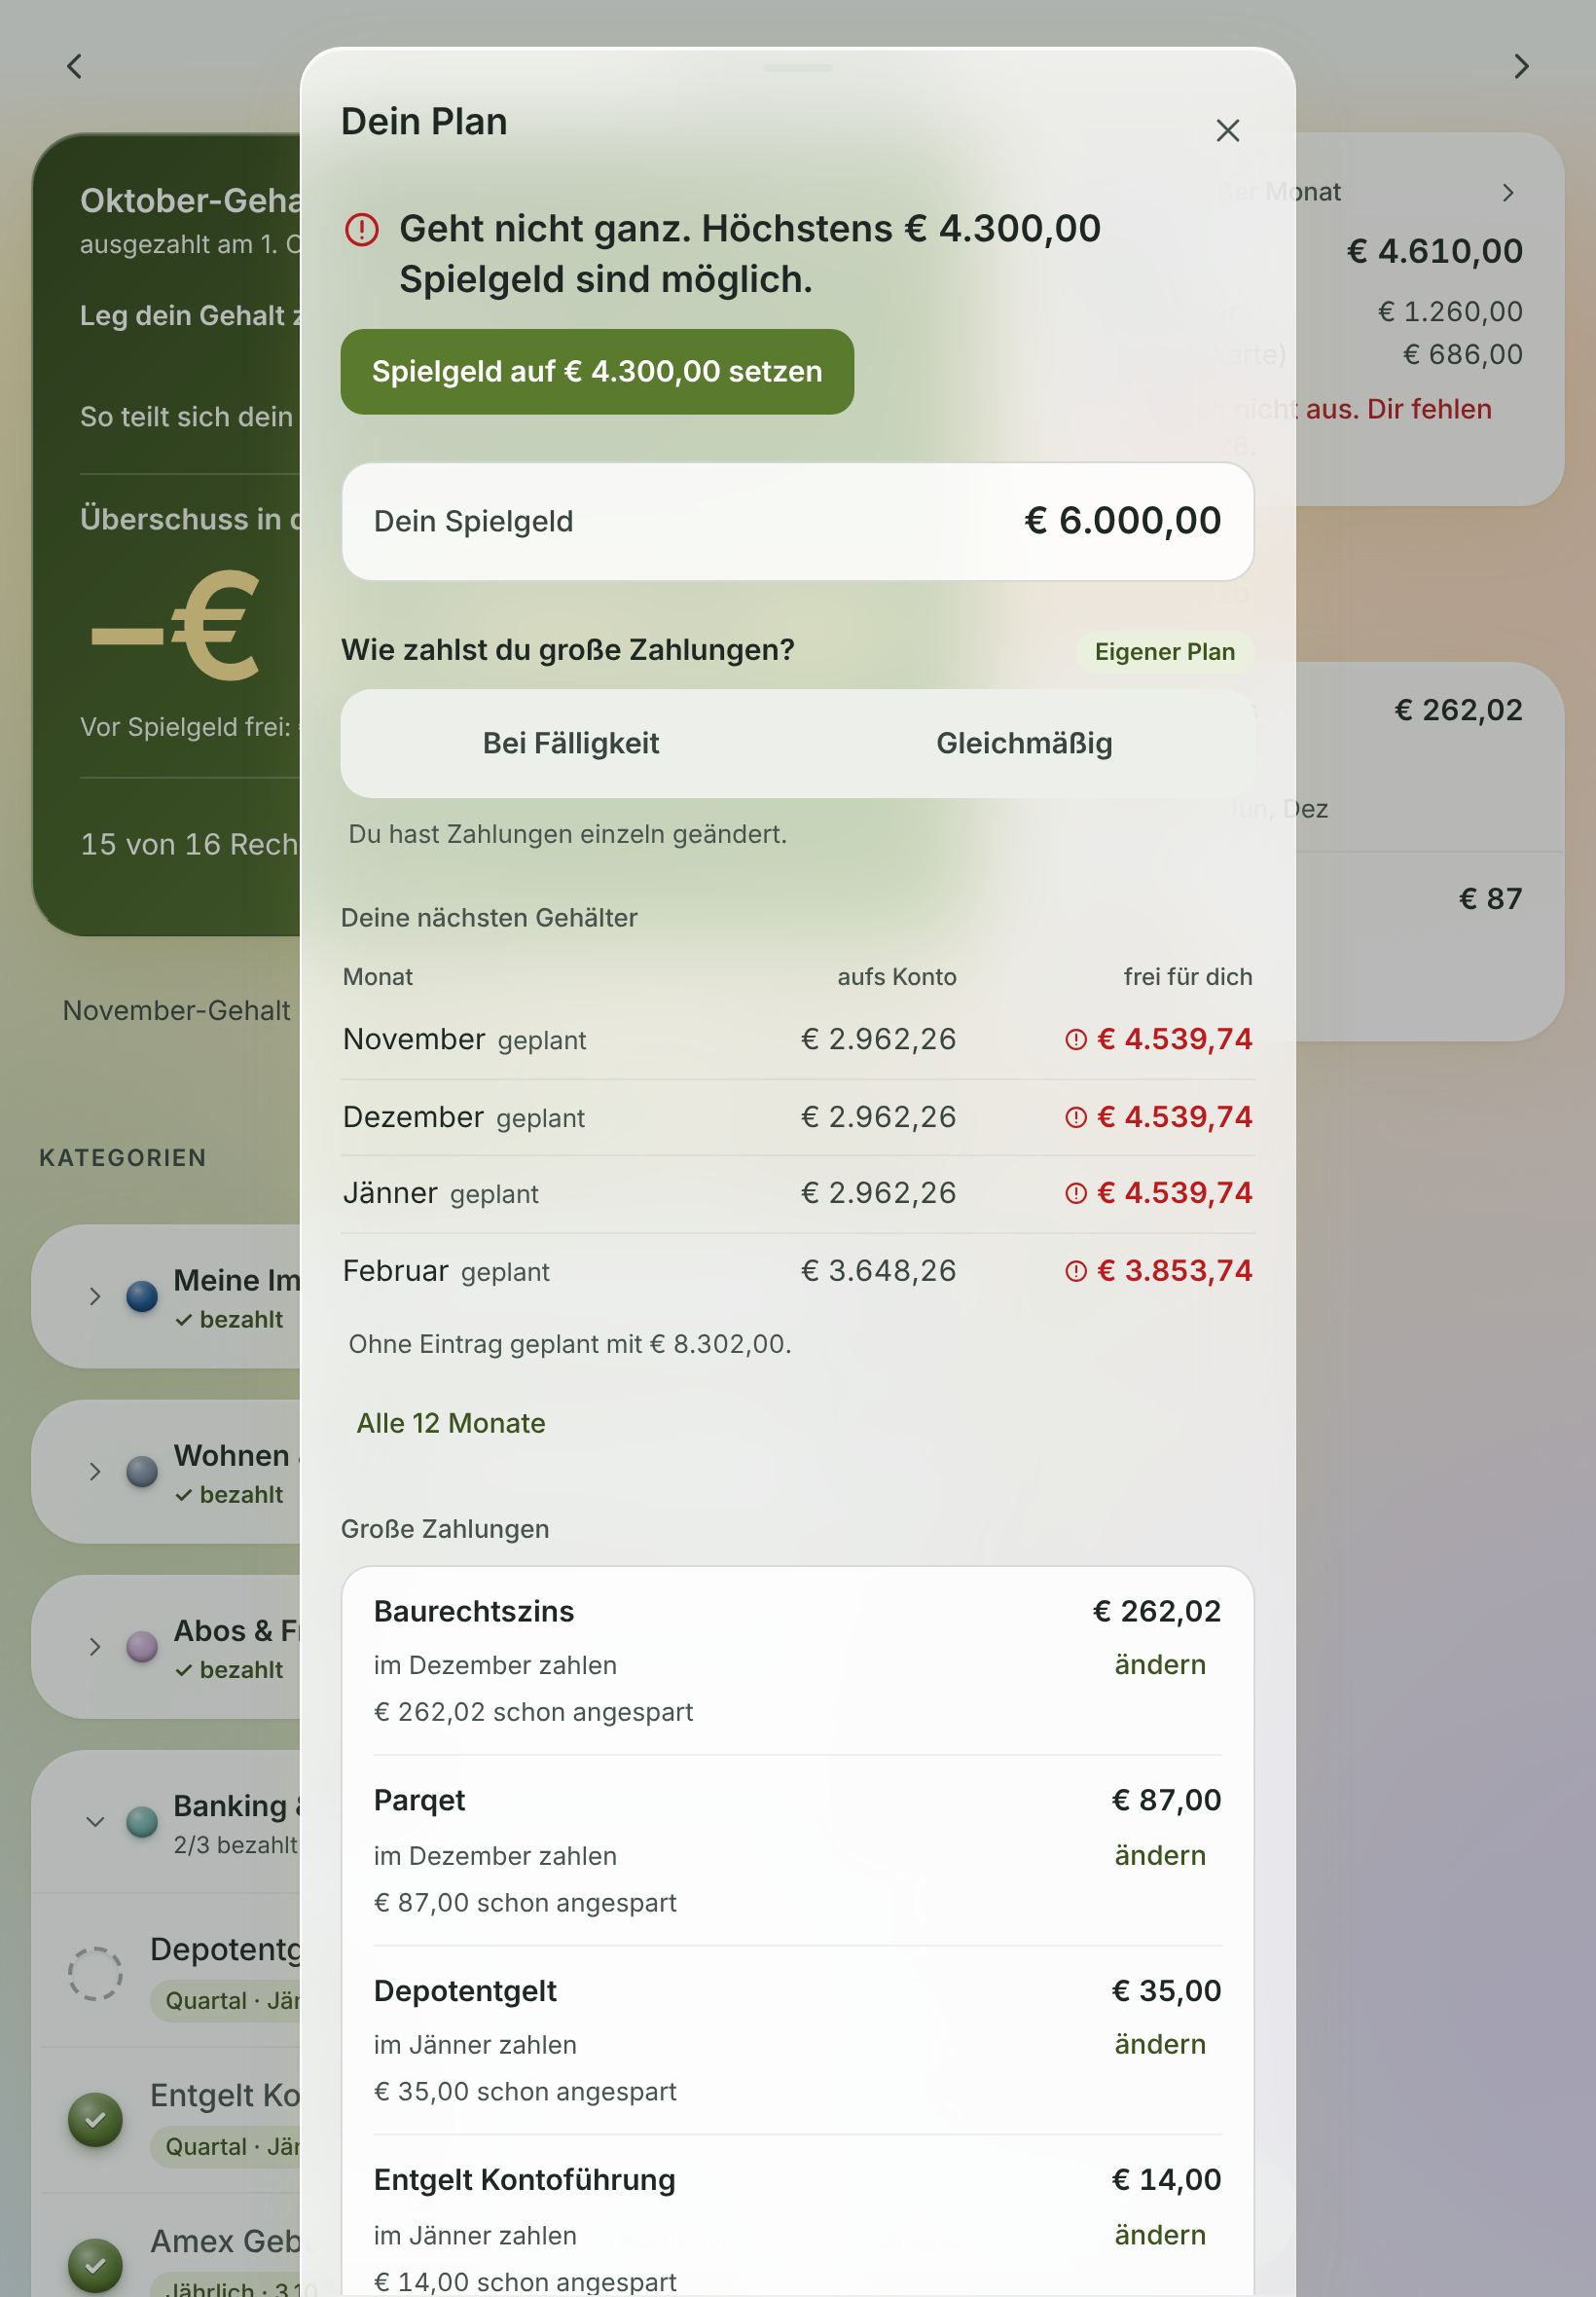 Dein Plan
Geht nicht ganz. Höchstens € 4.300,00
Spielgeld sind möglich.
Spielgeld auf € 4.300,00 setzen
Dein Spielgeld € 6.000,00
Wie zahlst du große Zahlungen? Eigener Plan
Bei Fälligkeit Gleichmäßig
Du hast Zahlungen einzeln geändert.
Deine nächsten Gehälter
Monat aufs Konto frei für dich
November geplant € 2.962,26 € 4.539,74
Dezember geplant € 2.962,26 € 4.539,74
Jänner geplant € 2.962,26 € 4.539,74
Februar geplant € 3.648,26 € 3.853,74
Ohne Eintrag geplant mit € 8.302,00.
Alle 12 Monate
Große Zahlungen
Baurechtszins € 262,02
im Dezember zahlen ändern
€ 262,02 schon angespart
Parqet € 87,00
im Dezember zahlen ändern
€ 87,00 schon angespart
Depotentgelt € 35,00
im Jänner zahlen ändern
€ 35,00 schon angespart
Entgelt Kontoführung € 14,00
im Jänner zahlen ändern
€ 14,00 schon angespart
Oktober-Geha
ausgezahlt am 1. O
Leg dein Gehalt z
So teilt sich dein
Überschuss in d
–€
Vor Spielgeld frei:
15 von 16 Rech
November-Gehalt
KATEGORIEN
Meine Im
✓ bezahlt
Wohnen
✓ bezahlt
Abos & Fr
✓ bezahlt
Banking &
2/3 bezahlt
Depotentg
Quartal · Jän
Entgelt Ko
Quartal · Jän
Amex Geb
Jährlich · 3
Monat
€ 4.610,00
€ 1.260,00
€ 686,00
nicht aus. Dir fehlen
€ 262,02
Jun, Dez
€ 87